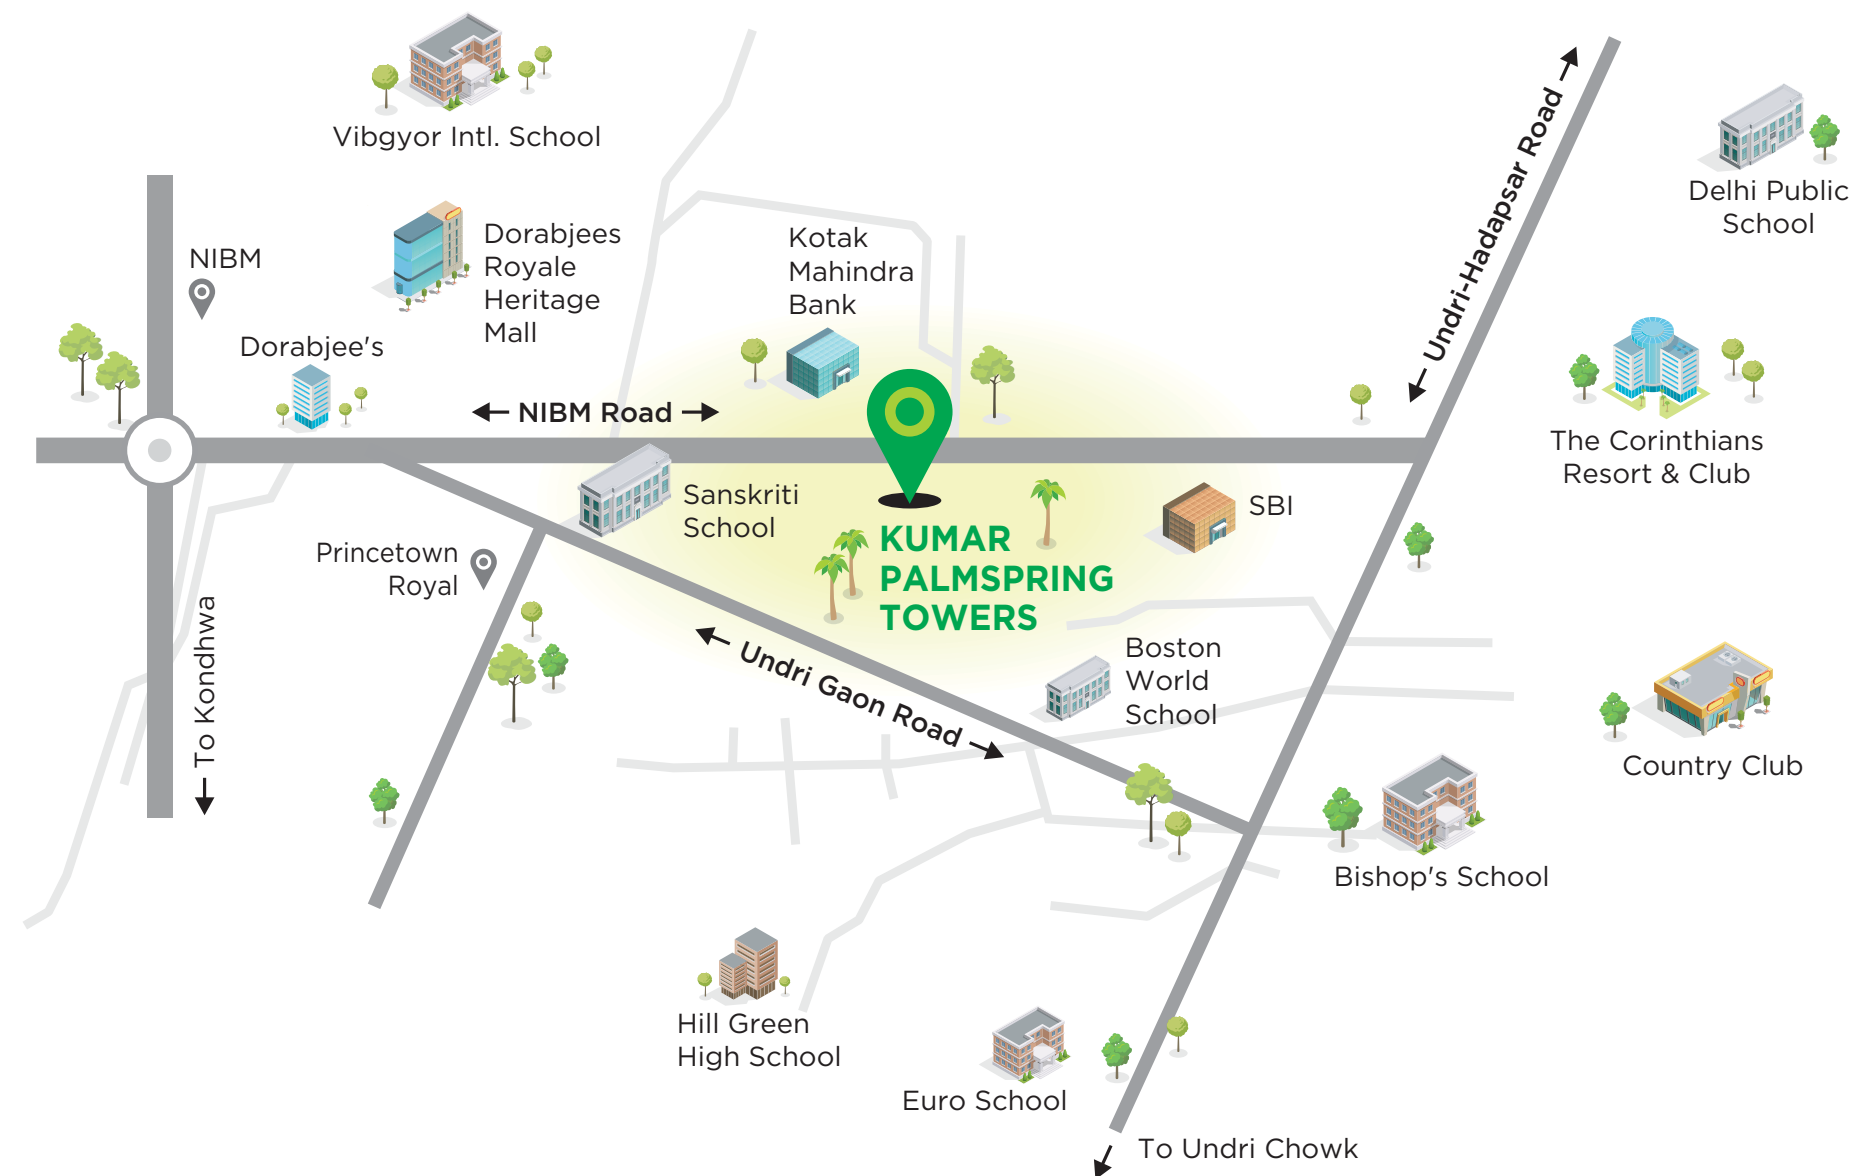 Vibgyor Intl. School
Delhi Public
School
Undri-Hadapsar Road
NIBM
Dorabjees
Royale
Heritage
Mall
Kotak
Mahindra
Bank
Dorabjee's
NIBM Road
The Corinthians
Resort & Club
Sanskriti
School
SBI
KUMAR
PALMSPRING
TOWERS
Princetown
Royal
To Kondhwa
Undri Gaon Road
Boston
World
School
Country Club
Bishop's School
Hill Green
High School
Euro School
To Undri Chowk